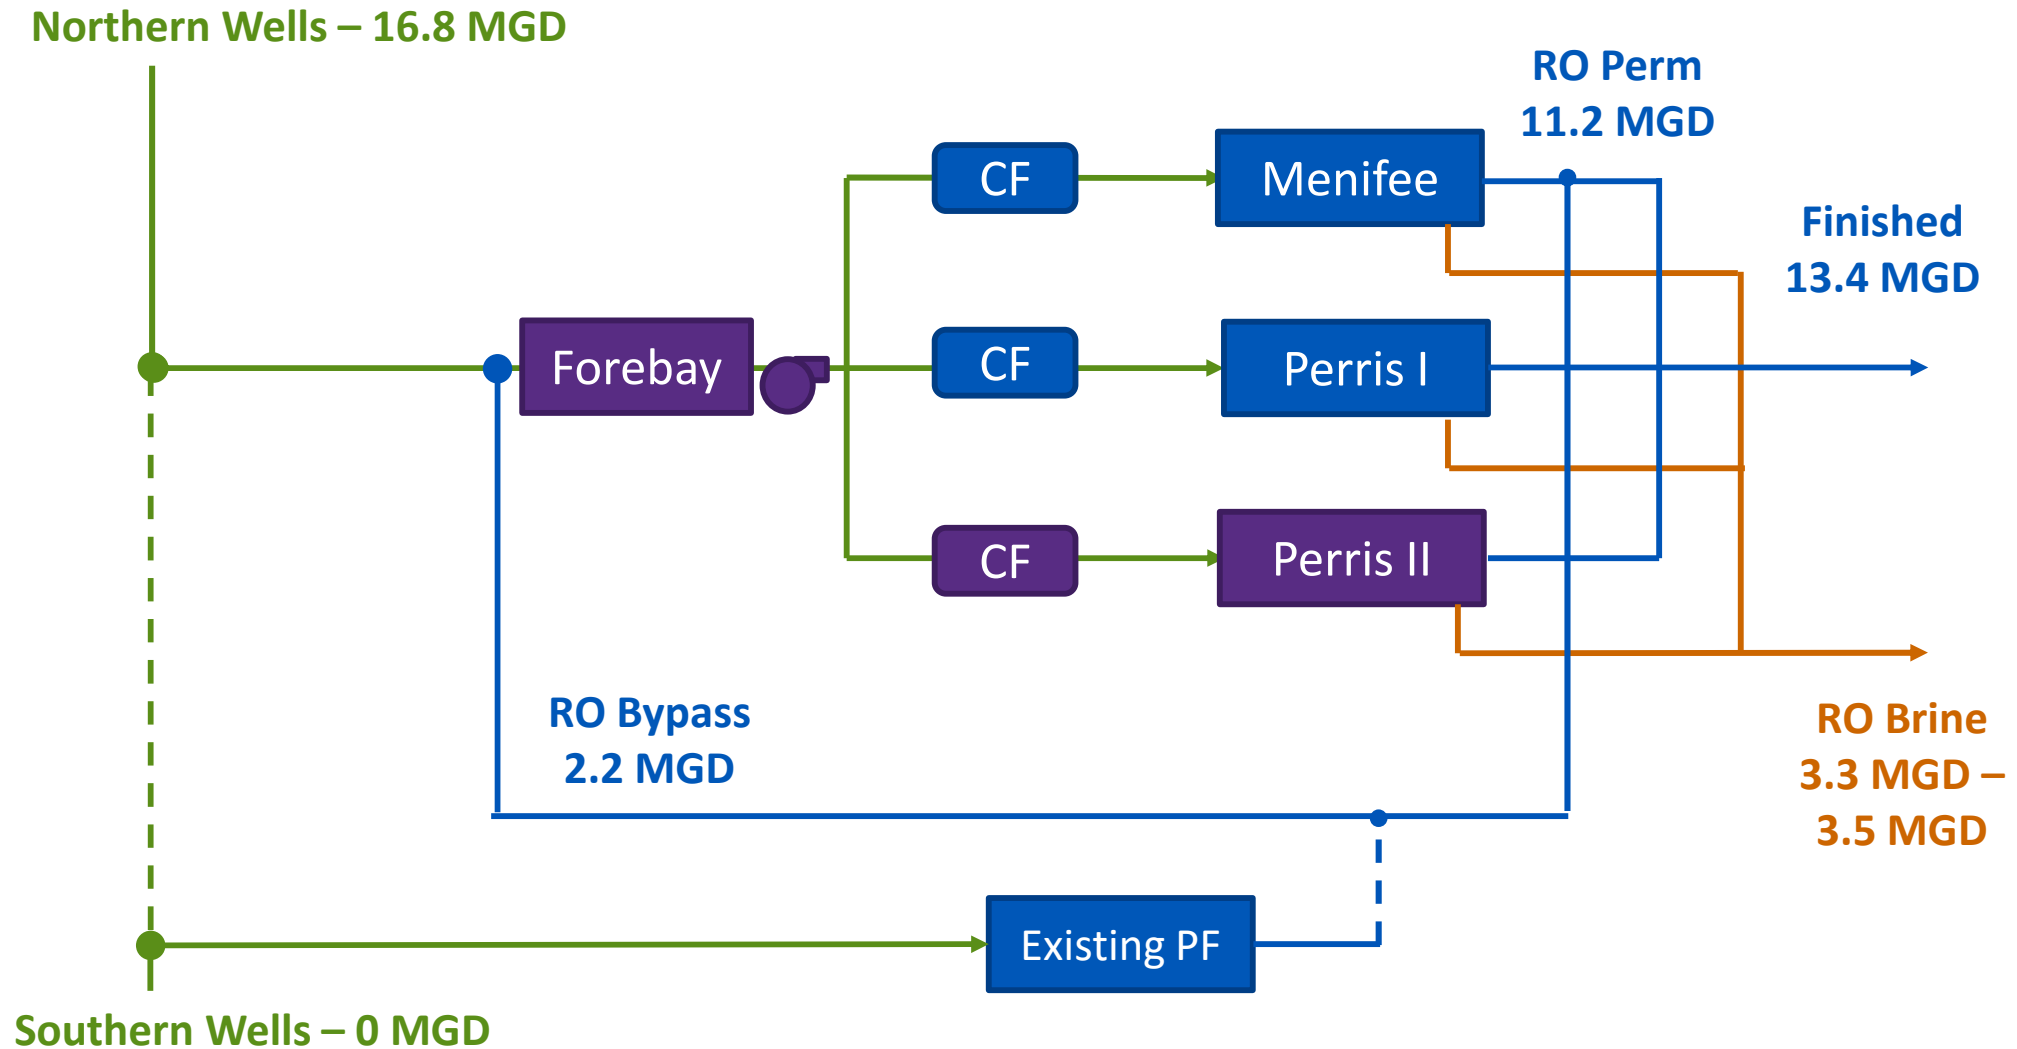 Northern Wells – 16.8 MGD
RO Perm
11.2 MGD
CF
Menifee
Finished
13.4 MGD
Forebay
CF
Perris I
CF
Perris II
RO Bypass
2.2 MGD
RO Brine
3.3 MGD –
3.5 MGD
Existing PF
Southern Wells – 0 MGD